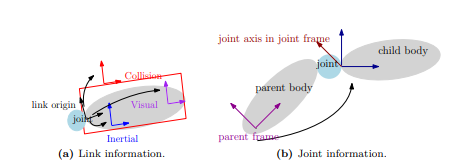 joint axis in joint frame
child body
joint
Collision
parent body
link origin
Visual
joint
parent frame
Inertial
(a) Link information.
(b) Joint information.